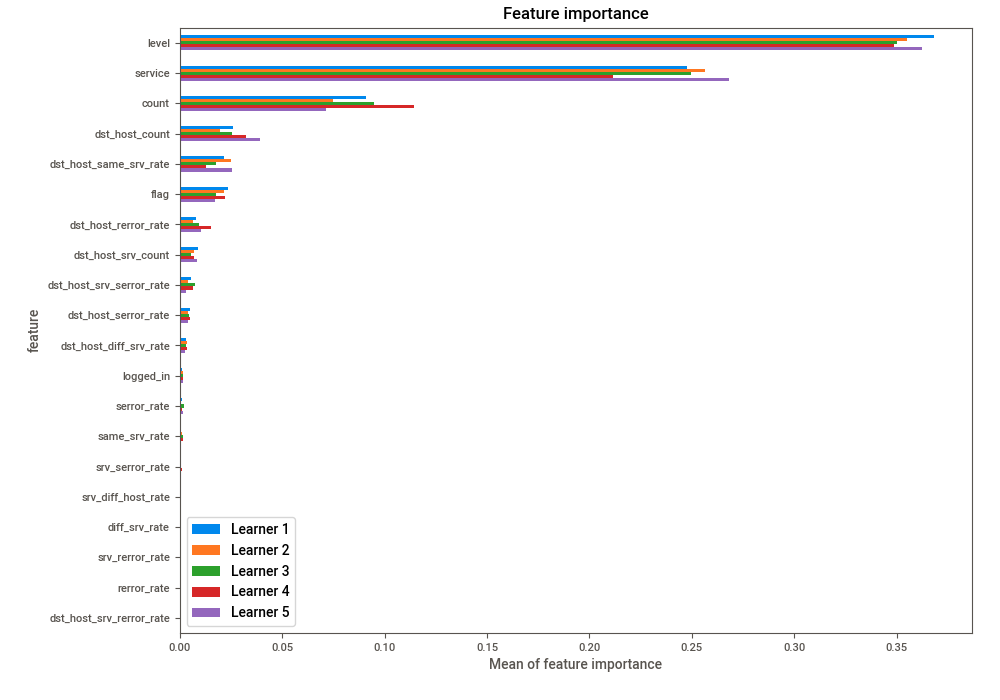 Feature importance
level
service
count
dst_host_count
dst_host_same_srv_rate
flag
dst_host_rerror_rate
dst_host_srv_count
dst_host_srv_serror_rate
dst_host_serror_rate
dst_host_diff_srv_rate
logged_in
serror_rate
same_srv_rate
srv_serror_rate
srv_diff_host_rate
diff_srv_rate
srv_rerror_rate
rerror_rate
dst_host_srv_rerror_rate
feature
Learner 1
Learner 2
Learner 3
Learner 4
Learner 5
0.00 0.05 0.10 0.15 0.20 0.25 0.30 0.35
Mean of feature importance